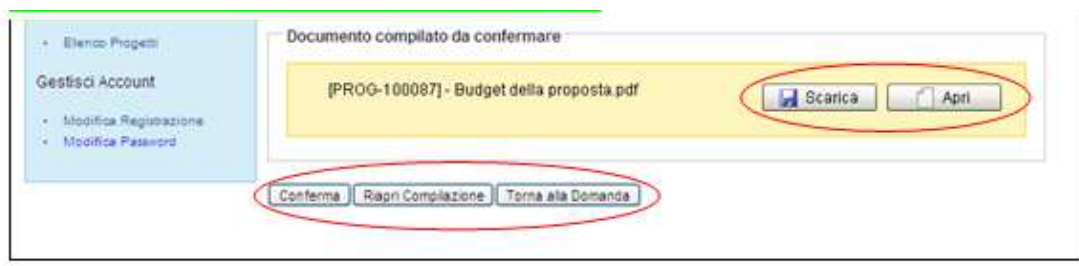 Elenco Progetti
Gestisci Account
Modifica Registrazione
Modifica Password
Documento compilato da confermare
[PROG-100087] - Budget della proposta.pdf
Scarica
Apri
Conferma
Riapri Compilazione
Torna alla Domanda